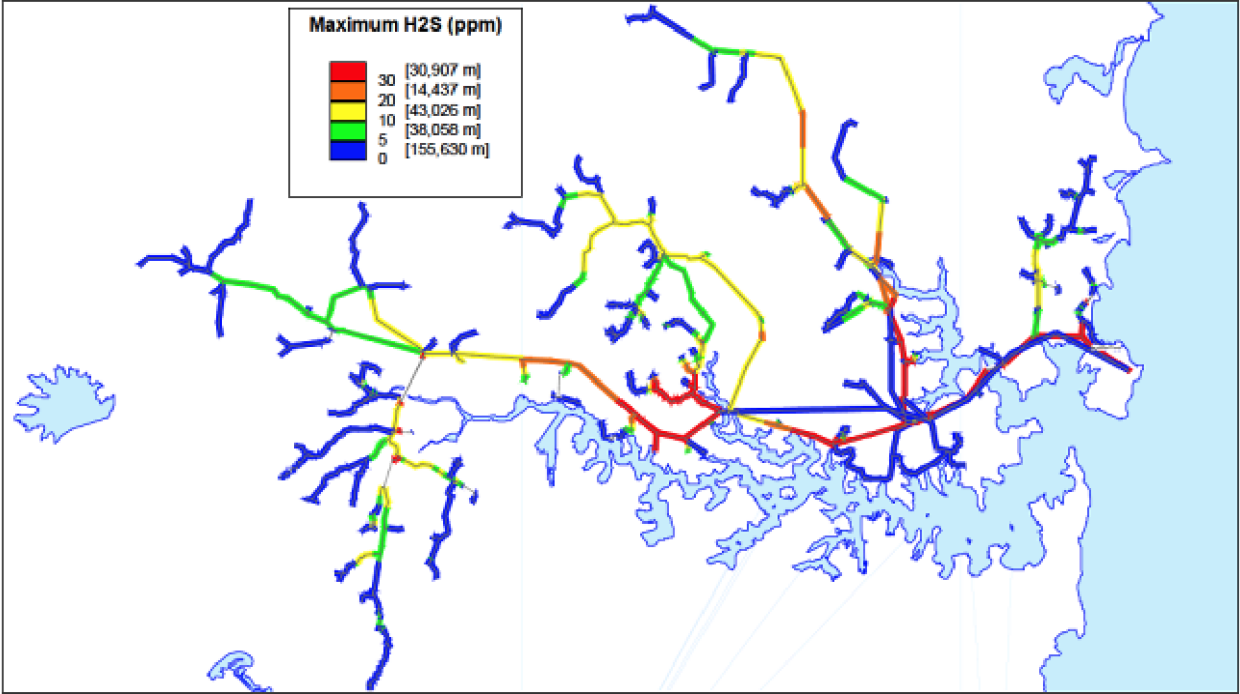 Maximum H2S (ppm)
[30,907 m]
30
[14,437 m]
20
[43,026 m]
10
[38,058 m]
5
[155,630 m]
0